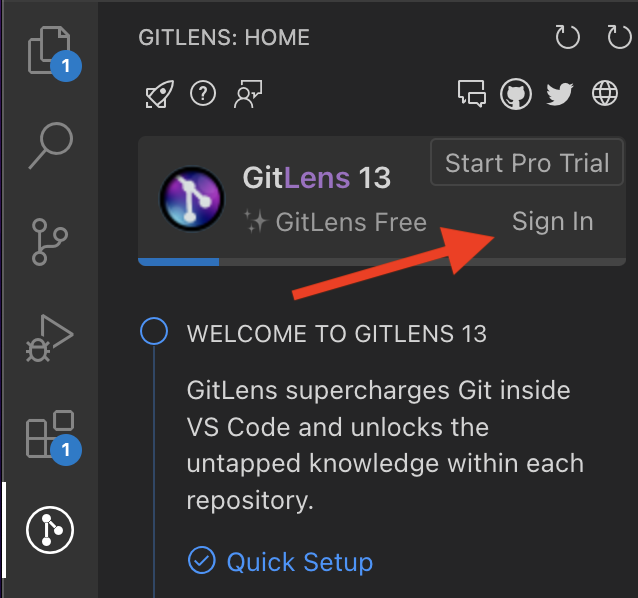 GITLENS: HOME
1
GitLens 13
Start Pro Trial
GitLens Free
Sign In
WELCOME TO GITLENS 13
GitLens supercharges Git inside
VS Code and unlocks the
untapped knowledge within each
repository.
1
Quick Setup